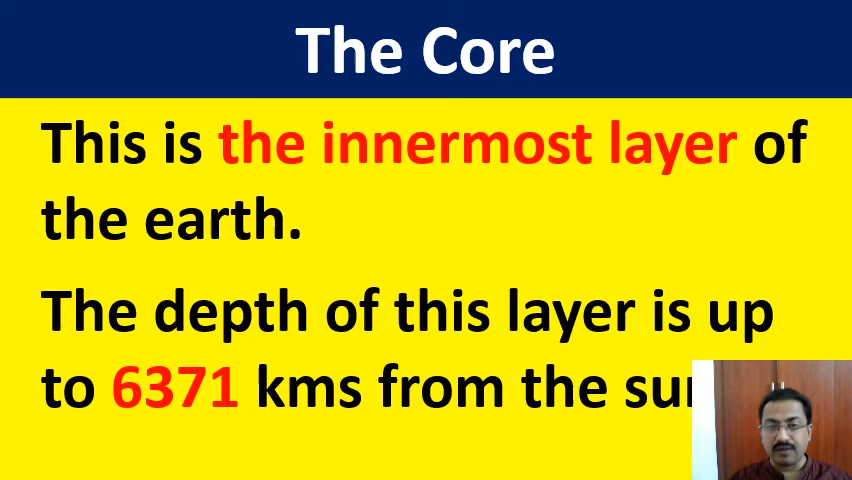 The Core
This is the innermost layer of
the earth.
The depth of this layer is up
to 6371 kms from the